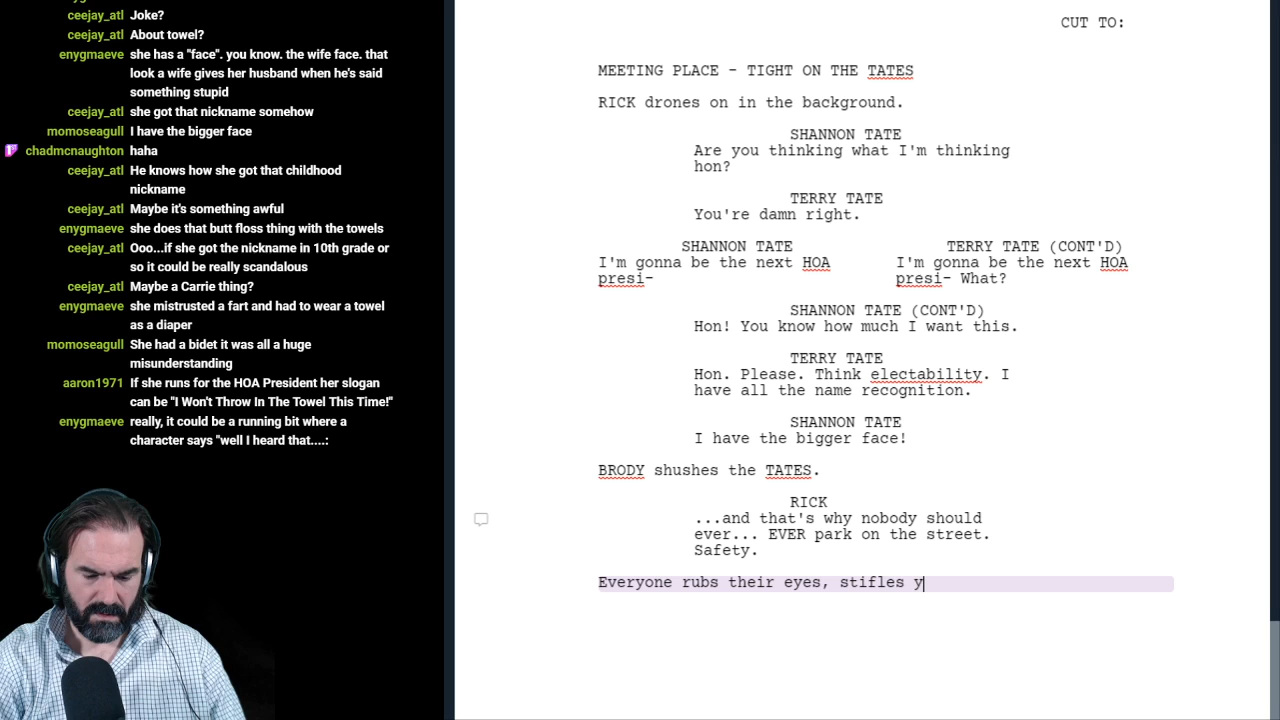 ceejay_atl Joke?
ceejay_atl About towel?
enygmaeve she has a "face". you know. the wife face. that
look a wife gives her husband when he's said
something stupid
ceejay_atl she got that nickname somehow
momoseagull I have the bigger face
chadmcnaughton haha
ceejay_atl He knows how she got that childhood
nickname
ceejay_atl Maybe it's something awful
enygmaeve she does that butt floss thing with the towels
ceejay_atl Ooo...if she got the nickname in 10th grade or
so it could be really scandalous
ceejay_atl Maybe a Carrie thing?
enygmaeve she mistrusted a fart and had to wear a towel
as a diaper
momoseagull She had a bidet it was all a huge
misunderstanding
aaron1971 If she runs for the HOA President her slogan
can be "I Won't Throw In The Towel This Time!"
enygmaeve really, it could be a running bit where a
character says "well I heard that....:
CUT TO:
MEETING PLACE - TIGHT ON THE TATES
RICK drones on in the background.
SHANNON TATE
Are you thinking what I'm thinking
hon?
TERRY TATE
You're damn right.
SHANNON TATE
I'm gonna be the next HOA
presi-
TERRY TATE (CONT'D)
I'm gonna be the next HOA
presi- What?
SHANNON TATE (CONT'D)
Hon! You know how much I want this.
TERRY TATE
Hon. Please. Think electability. I
have all the name recognition.
SHANNON TATE
I have the bigger face!
BRODY shushes the TATES.
RICK
...and that's why nobody should
ever... EVER park on the street.
Safety.
Everyone rubs their eyes, stifles y